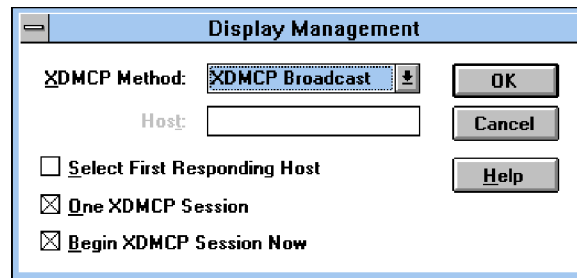 Display Management
XDMCP Method: XDMCP Broadcast
OK
Host:
Cancel
Select First Responding Host
Help
One XDMCP Session
Begin XDMCP Session Now